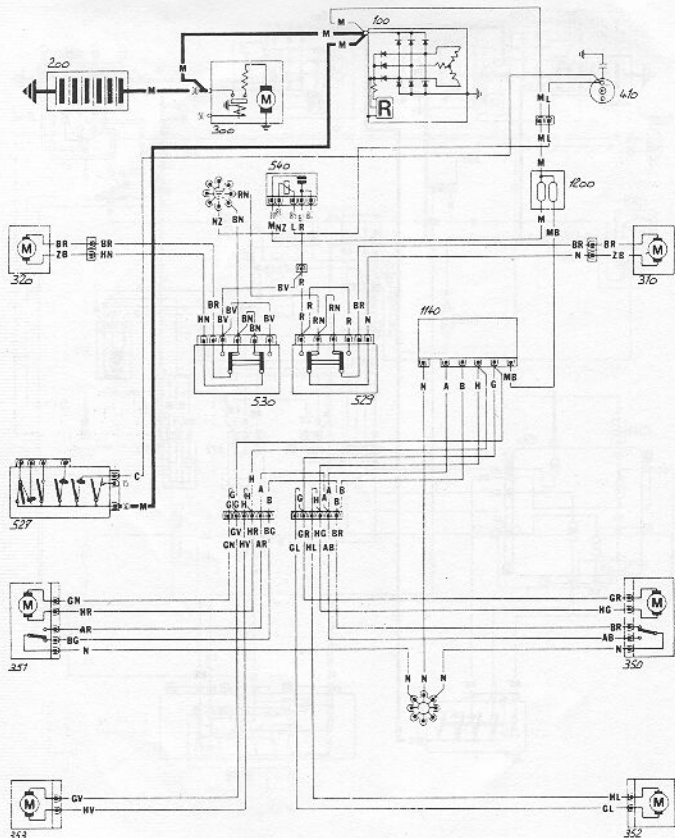 M
100
200
M
M
M
M
410
300
M
R
M L
M L
540
M
1200
RN
BN
NZ
M NZ L R
M
MB
M
320
BR
BR
ZB
HN
BR
BR
N
ZB
M
310
R
BV
BR
R
RN
BR
HN
BV
BN
BN
BV
R
RN
R
N
1140
530
529
N
A
B
H
G
MB
C
M
527
G
G
G
H
H
A
A
B
G
H
A
A
B
B
GV
HR
BG
GN
HV
AR
GR
HG
BR
GL
HL
AB
M
GN
HR
AR
BG
N
351
GR
HG
BR
AB
N
M
350
N
N
N
M
GV
HV
353
HL
GL
M
352